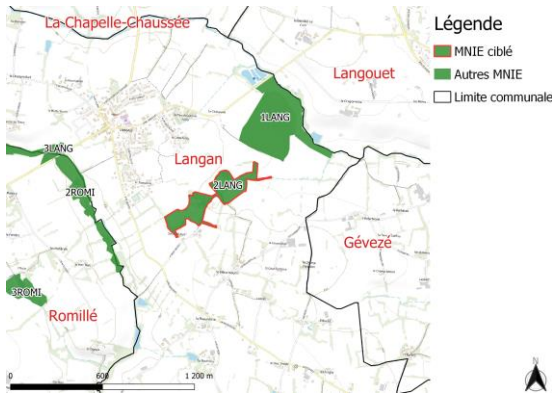 La-Chapelle-Chaussée
Légende
MNIE ciblé
Autres MNIE
Limite communale
Langouet
1LANG
3LANG
Langan
2LANG
2ROMI
Gévezé
3ROMI
Romillé
0
600
1 200 m
N